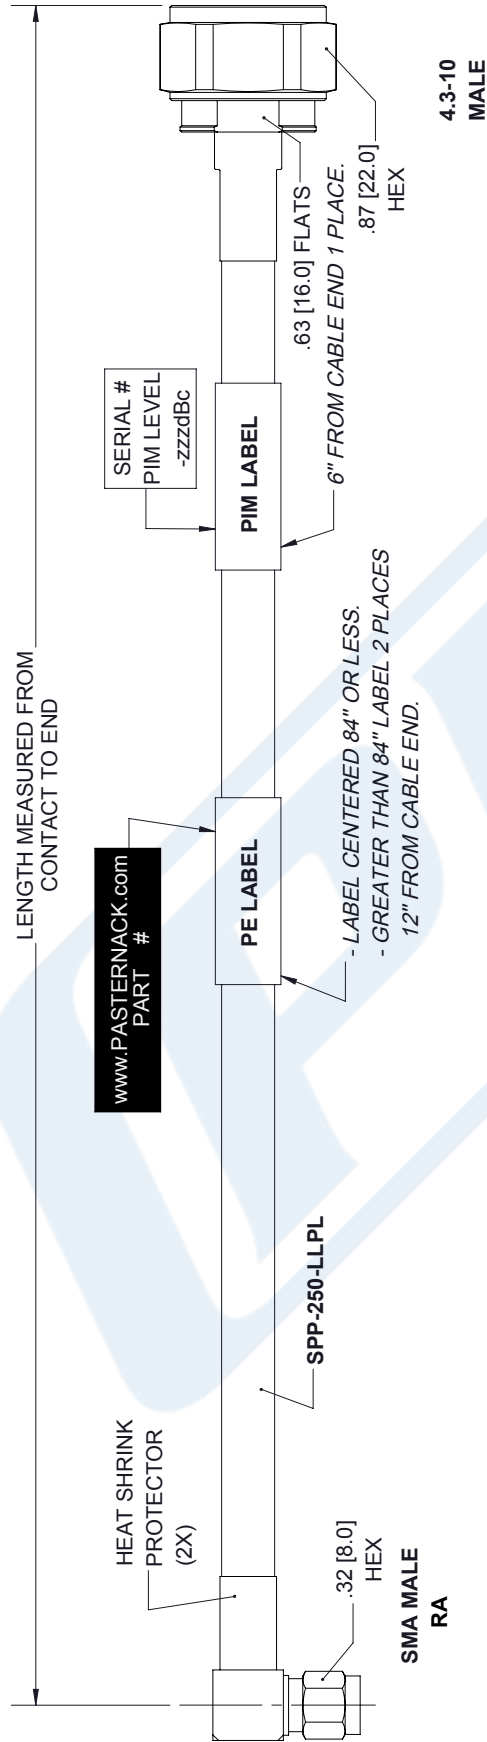 LENGTH MEASURED FROM
CONTACT TO END
HEAT SHRINK
PROTECTOR
(2X)
www.PASTERNACK.com
PART #
SERIAL #
PIM LEVEL
-zzzdBc
PE LABEL
PIM LABEL
.32 [8.0]
HEX
SMA MALE
RA
SPP-250-LLPL
- LABEL CENTERED 84" OR LESS.
- GREATER THAN 84" LABEL 2 PLACES
12" FROM CABLE END.
6" FROM CABLE END 1 PLACE.
.63 [16.0] FLATS
.87 [22.0]
HEX
4.3-10
MALE